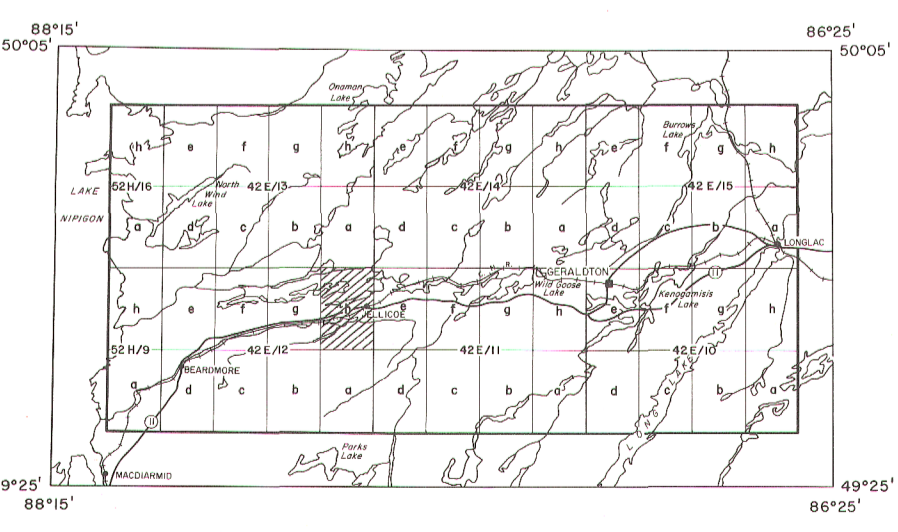 88°15'
86°25'
50°05'
50°05'
Onaman
Lake
Burrows
Lake
h e f g h e f g h e f g h
LAKE
NIPIGON
52H/16
North
Wind
Lake
42E/13
42E/14
42E/15
a d c b a d c b a d c b a
LONGLAC
C.N.R.
GERALDTON
11
Wild Goose
Lake
Kenogamisis
Lake
h e f g h e f g h e f g h
JELLICOE
52H/9
42E/12
42E/11
42E/10
BEARDMORE
a d c b a d c b a d c b a
LONG LAKE
11
Parks
Lake
MACDIARMID
9°25'
49°25'
88°15'
86°25'